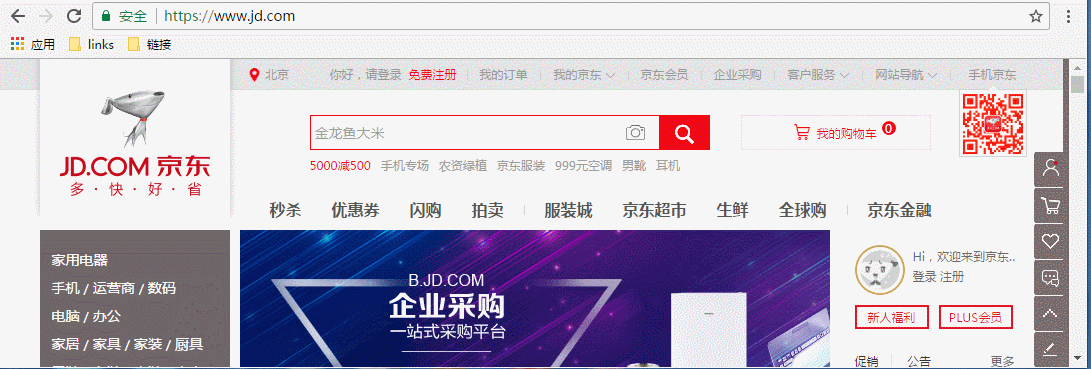 安全 https://www.jd.com
应用 links 链接
北京 你好，请登录 免费注册 我的订单 我的京东 京东会员 企业采购 客户服务 网站导航 手机京东
金龙鱼大米
我的购物车 0
JD.COM 京东
多·快·好·省
5000减500 手机专场 农资绿植 京东服装 999元空调 男靴 耳机
秒杀 优惠券 闪购 拍卖 服装城 京东超市 生鲜 全球购 京东金融
家用电器
手机 / 运营商 / 数码
电脑 / 办公
家居 / 家具 / 家装 / 厨具
B.JD.COM
企业采购
一站式采购平台
Hi，欢迎来到京东..
登录 注册
新人福利 PLUS会员
促销 公告 更多